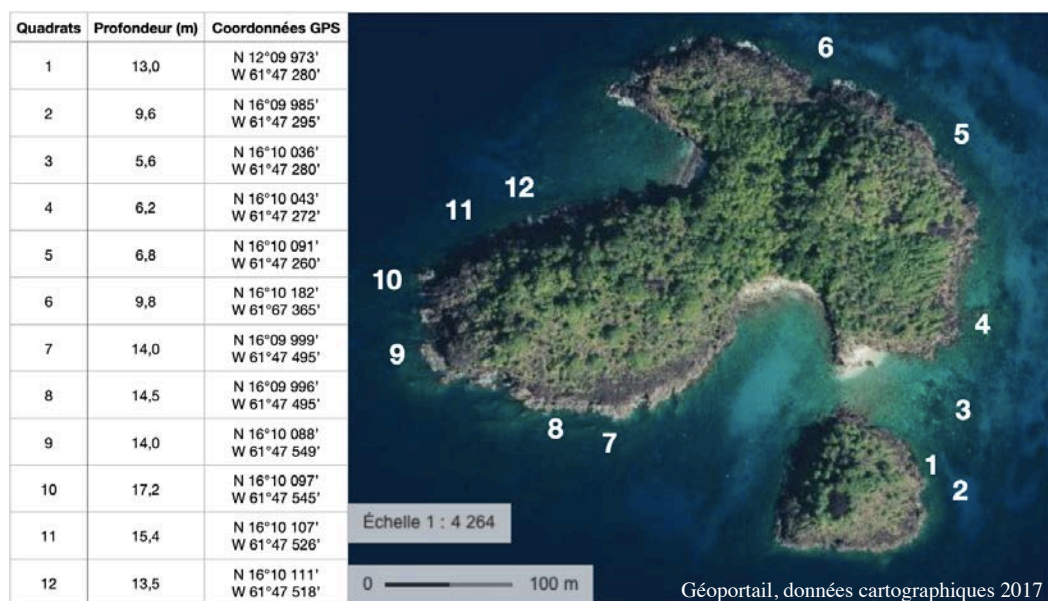 Quadrats Profondeur (m) Coordonnées GPS
1 13,0 N 12°09 973'
W 61°47 280'
2 9,6 N 16°09 985'
W 61°47 295'
3 5,6 N 16°10 036'
W 61°47 280'
4 6,2 N 16°10 043'
W 61°47 272'
5 6,8 N 16°10 091'
W 61°47 260'
6 9,8 N 16°10 182'
W 61°67 365'
7 14,0 N 16°09 999'
W 61°47 495'
8 14,5 N 16°09 996'
W 61°47 495'
9 14,0 N 16°10 088'
W 61°47 549'
10 17,2 N 16°10 097'
W 61°47 545'
11 15,4 N 16°10 107'
W 61°47 526'
12 13,5 N 16°10 111'
W 61°47 518'
6
5
12
11
10
4
9
3
8
7
1
2
Échelle 1 : 4 264
0 100 m
Géoportail, données cartographiques 2017